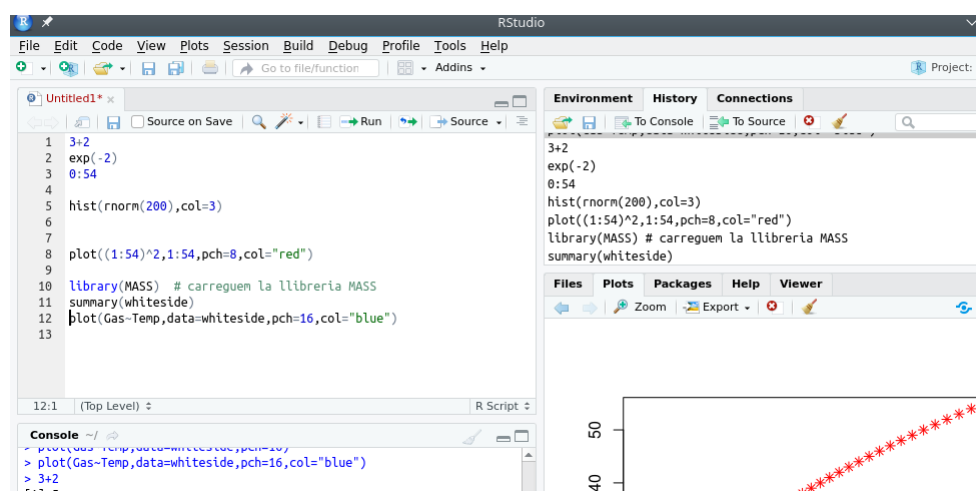 RStudio
File Edit Code View Plots Session Build Debug Profile Tools Help
Go to file/function Addins Project:
Untitled1*
Source on Save Run Source
1 3+2
2 exp(-2)
3 0:54
4
5 hist(rnorm(200),col=3)
6
7
8 plot((1:54)^2,1:54,pch=8,col="red")
9
10 library(MASS)  # carreguem la llibreria MASS
11 summary(whiteside)
12 plot(Gas~Temp,data=whiteside,pch=16,col="blue")
13
12:1 (Top Level) R Script
Console ~/
> plot(Gas~Temp,data=whiteside,pch=16)
> plot(Gas~Temp,data=whiteside,pch=16,col="blue")
> 3+2
Environment History Connections
To Console To Source
3+2
exp(-2)
0:54
hist(rnorm(200),col=3)
plot((1:54)^2,1:54,pch=8,col="red")
library(MASS) # carreguem la llibreria MASS
summary(whiteside)
Files Plots Packages Help Viewer
Zoom Export
50
40